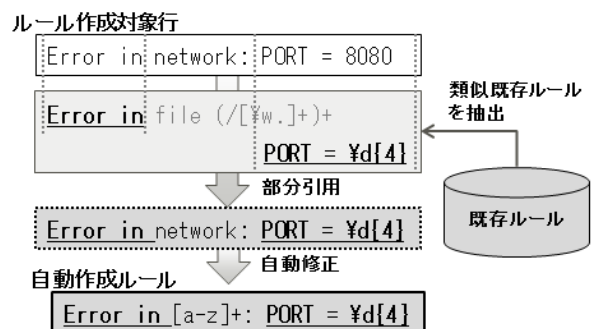 ルール作成対象行
Error in network: PORT = 8080
類似既存ルール
を抽出
Error in file (/[¥w.]+)+
PORT = ¥d{4}
部分引用
既存ルール
Error in network: PORT = ¥d{4}
自動修正
自動作成ルール
Error in [a-z]+: PORT = ¥d{4}